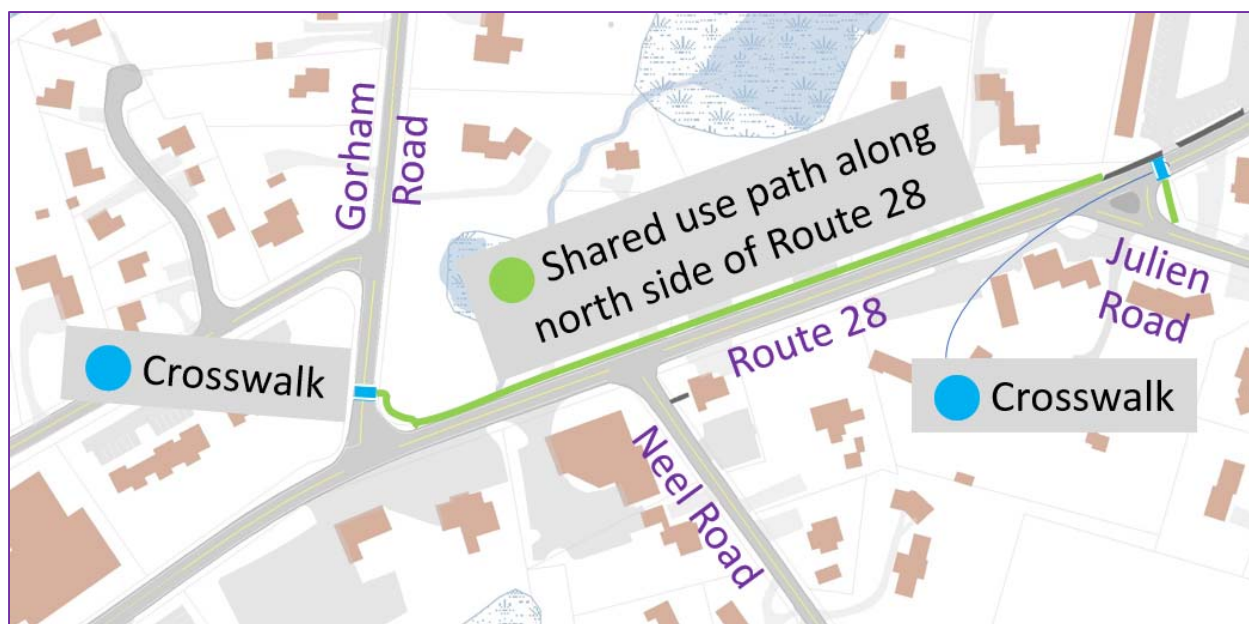 Gorham
Road
Shared use path along
north side of Route 28
Crosswalk
Route 28
Julien
Road
Crosswalk
Neel Road